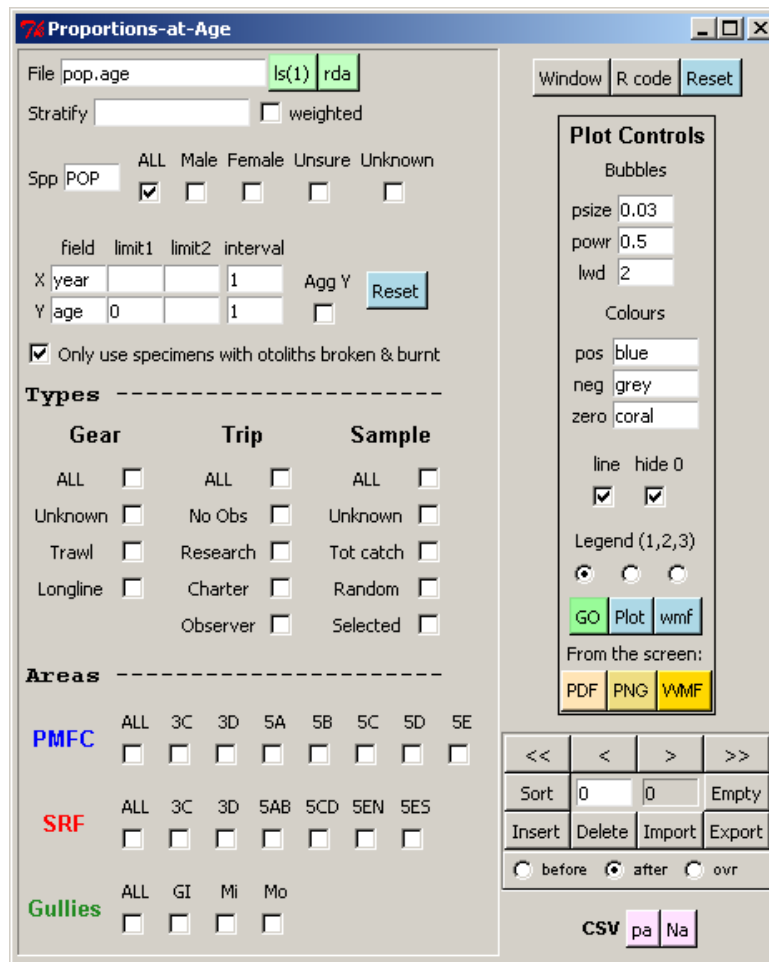 Proportions-at-Age
File pop.age ls(1) rda
Stratify weighted
Spp POP ALL Male Female Unsure Unknown
field limit1 limit2 interval
X year 1 Agg Y Reset
Y age 0 1
Only use specimens with otoliths broken & burnt
Types ------------------------
Gear Trip Sample
ALL ALL ALL
Unknown No Obs Unknown
Trawl Research Tot catch
Longline Charter Random
Observer Selected
Areas ------------------------
PMFC ALL 3C 3D 5A 5B 5C 5D 5E
SRF ALL 3C 3D 5AB 5CD 5EN 5ES
Gullies ALL GI Mi Mo
Window R code Reset
Plot Controls
Bubbles
psize 0.03
powr 0.5
lwd 2
Colours
pos blue
neg grey
zero coral
line hide 0
Legend (1,2,3)
GO Plot wmf
From the screen:
PDF PNG WMF
<< < > >>
Sort 0 0 Empty
Insert Delete Import Export
before after ovr
CSV pa Na